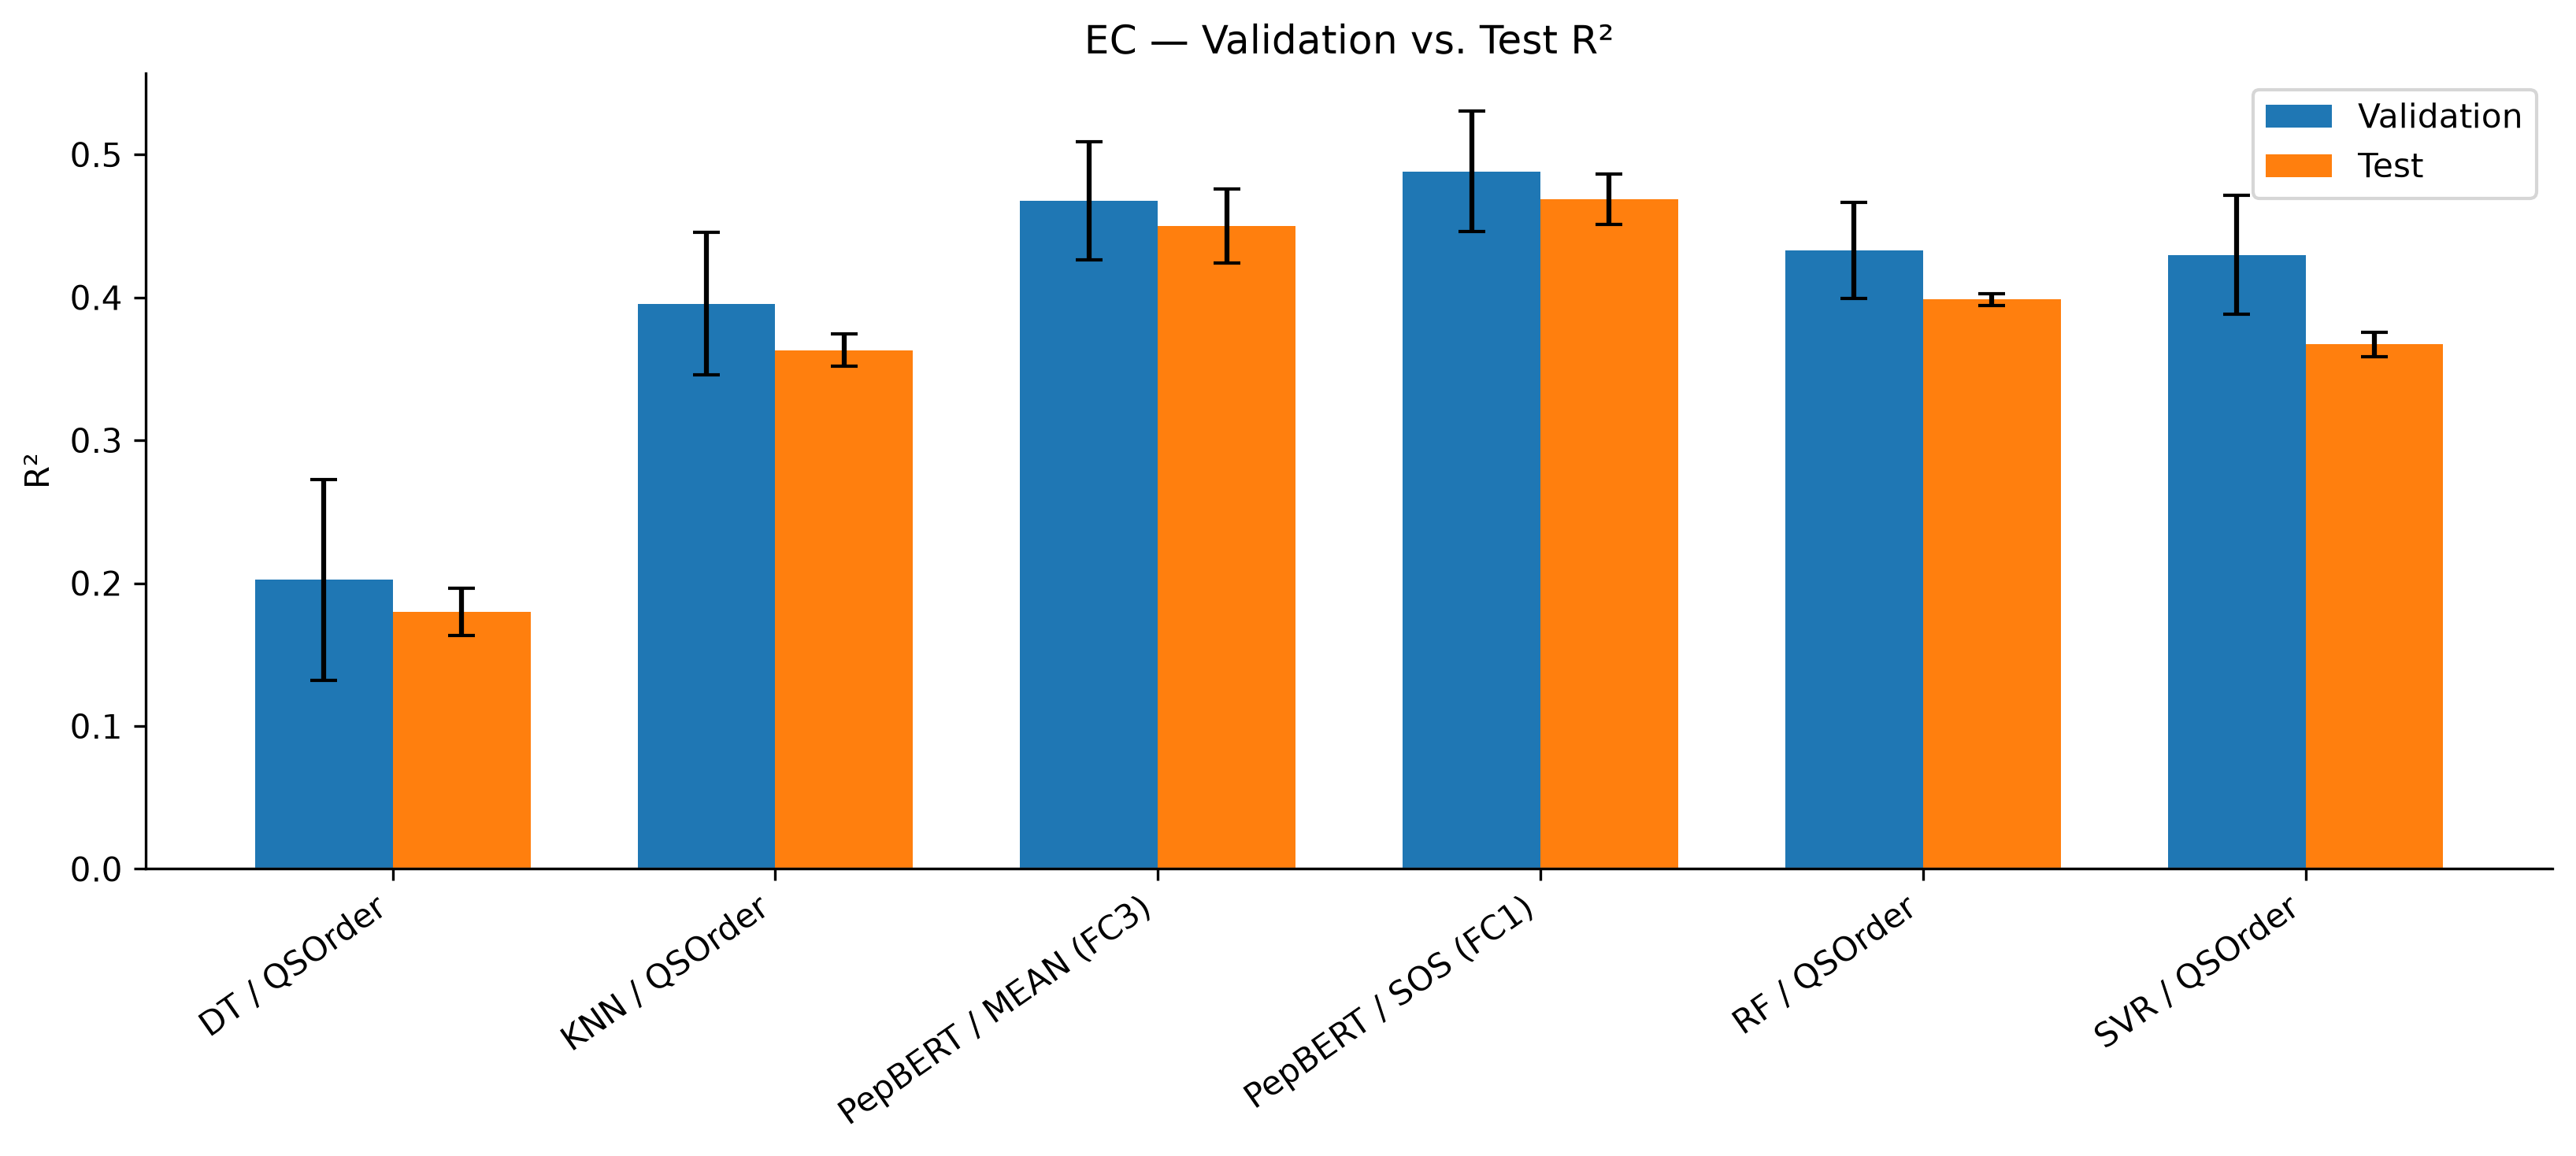 EC — Validation vs. Test R²
Validation
Test
R²
0.5
0.4
0.3
0.2
0.1
0.0
DT / QSOrder
KNN / QSOrder
PepBERT / MEAN (FC3)
PepBERT / SOS (FC1)
RF / QSOrder
SVR / QSOrder